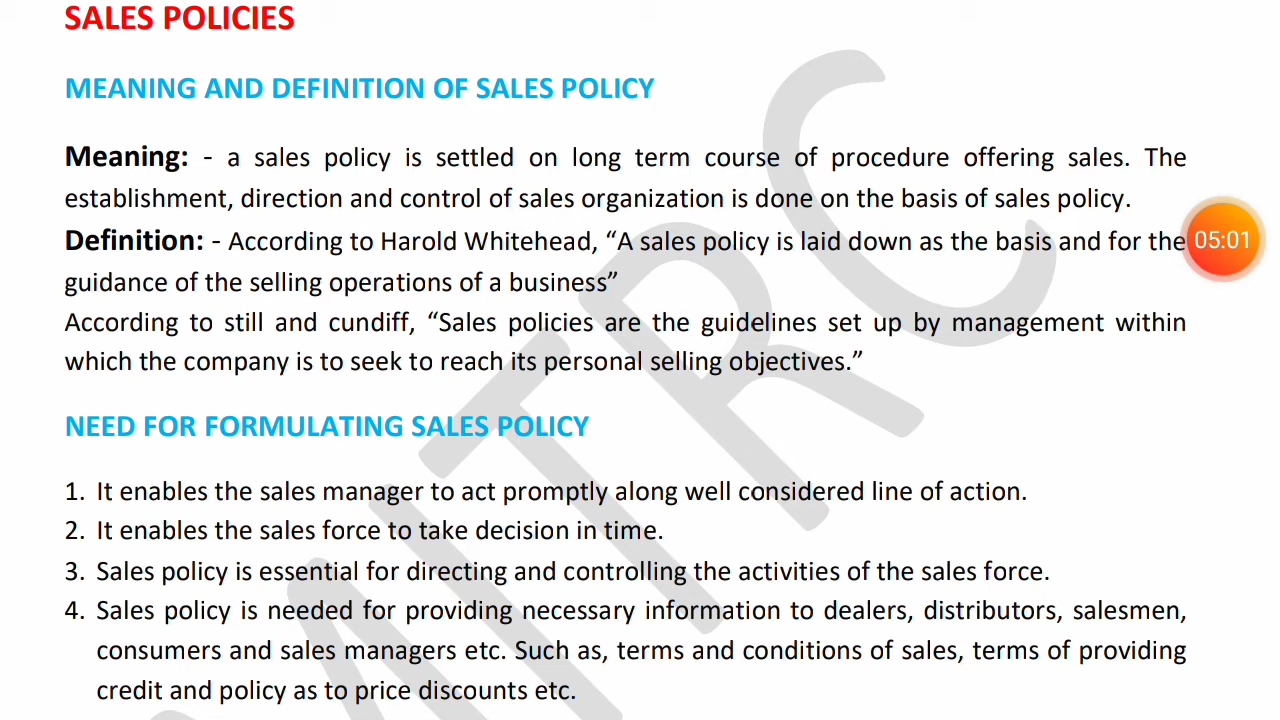 SALES POLICIES
MEANING AND DEFINITION OF SALES POLICY
Meaning: - a sales policy is settled on long term course of procedure offering sales. The
establishment, direction and control of sales organization is done on the basis of sales policy.
Definition: - According to Harold Whitehead, “A sales policy is laid down as the basis and for the
05:01
guidance of the selling operations of a business”
According to still and cundiff, “Sales policies are the guidelines set up by management within
which the company is to seek to reach its personal selling objectives.”
NEED FOR FORMULATING SALES POLICY
1. It enables the sales manager to act promptly along well considered line of action.
2. It enables the sales force to take decision in time.
3. Sales policy is essential for directing and controlling the activities of the sales force.
4. Sales policy is needed for providing necessary information to dealers, distributors, salesmen,
consumers and sales managers etc. Such as, terms and conditions of sales, terms of providing
credit and policy as to price discounts etc.
MTRC